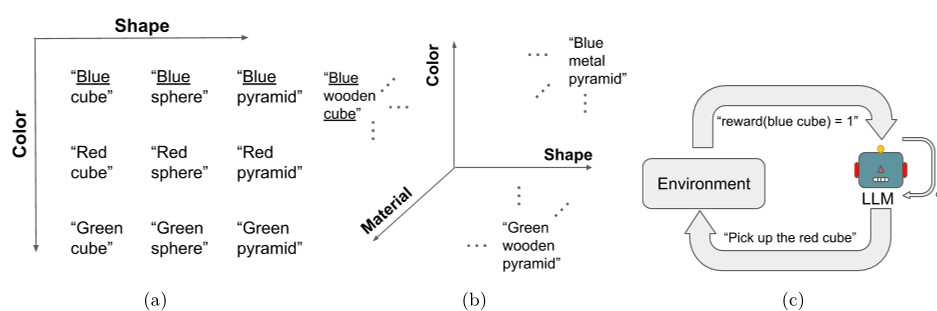 Shape
Color
“Blue “Blue “Blue
cube” sphere” pyramid”
“Red “Red “Red
cube” sphere” pyramid”
“Green “Green “Green
cube” sphere” pyramid”
(a)
Color
“Blue
wooden
cube”
“Blue
metal
pyramid”
Shape
Material
“Green
wooden
pyramid”
(b)
“reward(blue cube) = 1”
Environment
LLM
“Pick up the red cube”
(c)